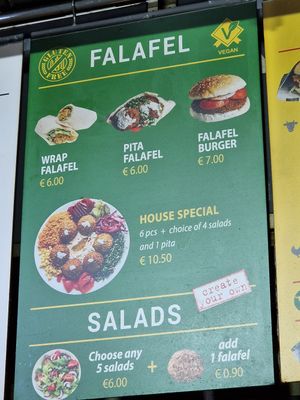 GLUTEN
FREE
FALAFEL
VEGAN
WRAP
FALAFEL
€ 6.00
PITA
FALAFEL
€ 6.00
FALAFEL
BURGER
€ 7.00
HOUSE SPECIAL
6 pcs + choice of 4 salads
and 1 pita
€ 10.50
create
your own
SALADS
Choose any
5 salads
€6.00
+
add
1 falafel
€ 0.90